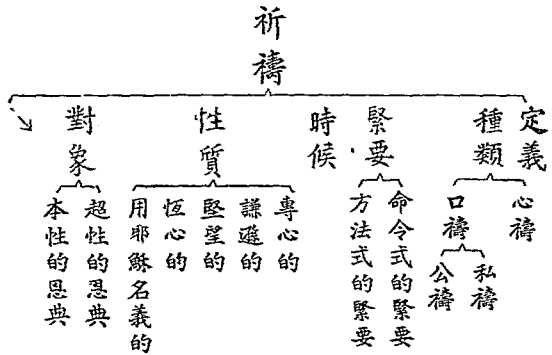 祈禱
定義
種類
心禱
口禱
私禱
公禱
緊要
命令式的緊要
方法式的緊要
時候
性質
專心的
謙遜的
堅望的
恆心的
用耶穌名義的
對象
超性的恩典
本性的恩典